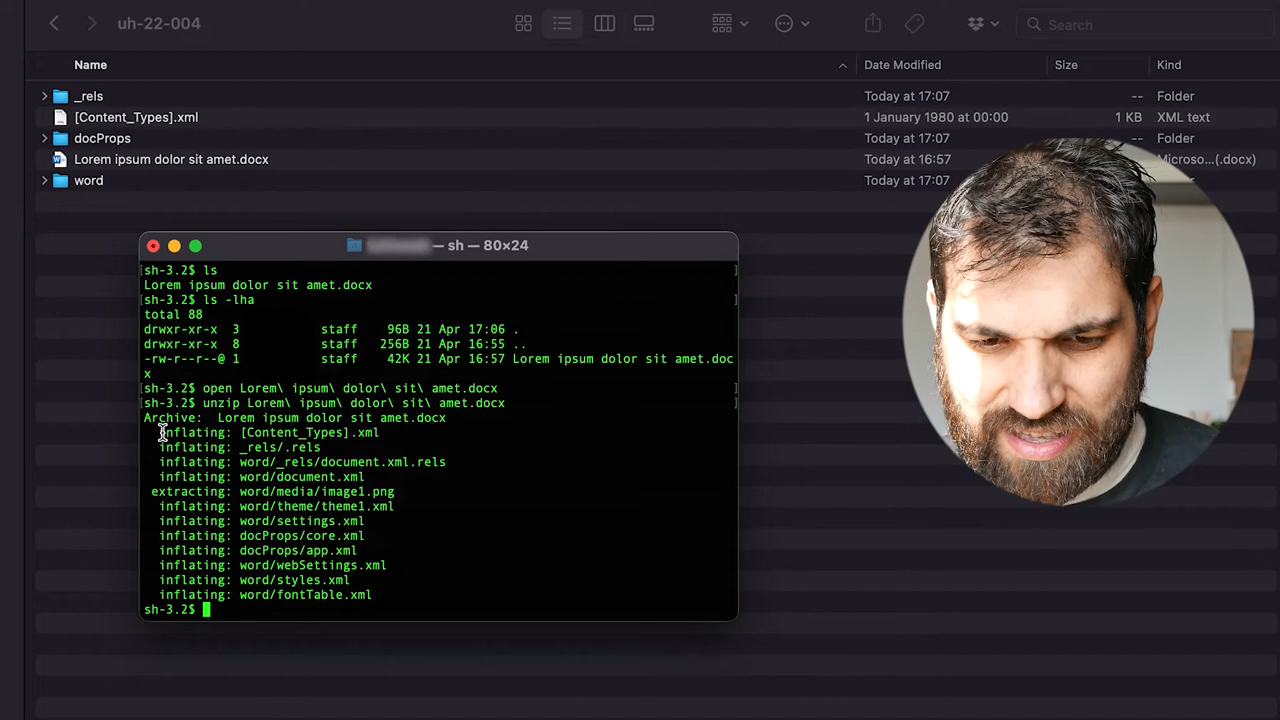 uh-22-004
Search
Name Date Modified Size Kind
_rels Today at 17:07 -- Folder
[Content_Types].xml 1 January 1980 at 00:00 1 KB XML text
docProps Today at 17:07 -- Folder
Lorem ipsum dolor sit amet.docx Today at 16:57 Microso...(.docx)
word Today at 17:07
— sh — 80×24
[sh-3.2$ ls ]
Lorem ipsum dolor sit amet.docx
[sh-3.2$ ls -lha ]
total 88
drwxr-xr-x 3 staff 96B 21 Apr 17:06 .
drwxr-xr-x 8 staff 256B 21 Apr 16:55 ..
-rw-r--r--@ 1 staff 42K 21 Apr 16:57 Lorem ipsum dolor sit amet.doc
x
[sh-3.2$ open Lorem\ ipsum\ dolor\ sit\ amet.docx ]
[sh-3.2$ unzip Lorem\ ipsum\ dolor\ sit\ amet.docx ]
Archive: Lorem ipsum dolor sit amet.docx
inflating: [Content_Types].xml
inflating: _rels/.rels
inflating: word/_rels/document.xml.rels
inflating: word/document.xml
extracting: word/media/image1.png
inflating: word/theme/theme1.xml
inflating: word/settings.xml
inflating: docProps/core.xml
inflating: docProps/app.xml
inflating: word/webSettings.xml
inflating: word/styles.xml
inflating: word/fontTable.xml
sh-3.2$